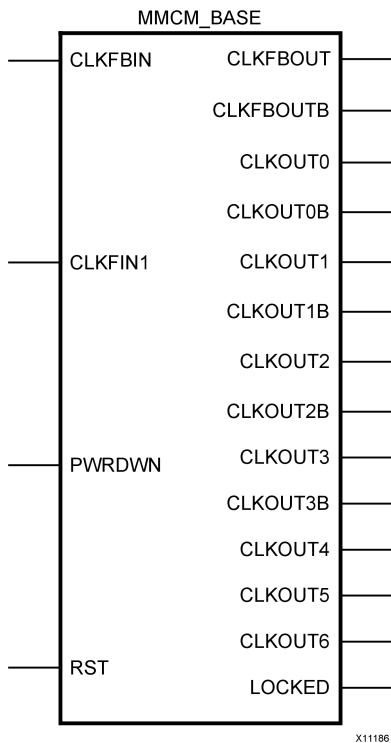 MMCM_BASE
CLKFBIN
CLKFBOUT
CLKFBOUTB
CLKOUT0
CLKOUT0B
CLKFIN1
CLKOUT1
CLKOUT1B
CLKOUT2
CLKOUT2B
PWRDWN
CLKOUT3
CLKOUT3B
CLKOUT4
CLKOUT5
CLKOUT6
RST
LOCKED
X11186